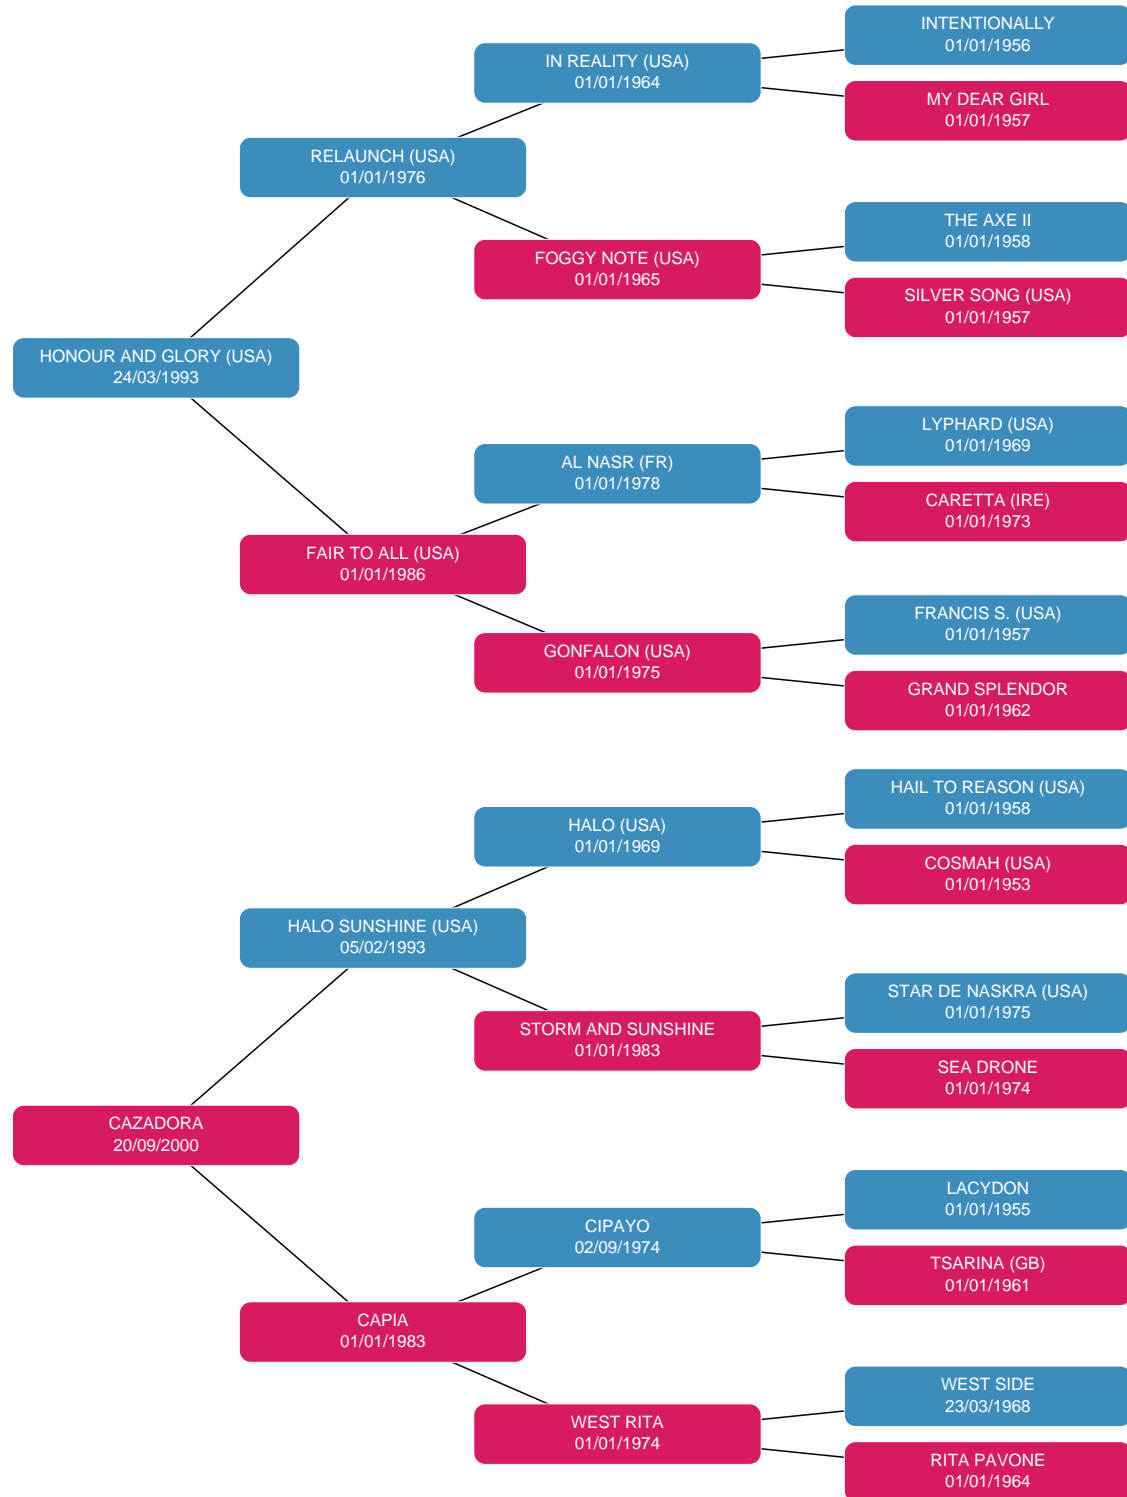 INTENTIONALLY
01/01/1956
IN REALITY (USA)
01/01/1964
MY DEAR GIRL
01/01/1957
RELAUNCH (USA)
01/01/1976
THE AXE II
01/01/1958
FOGGY NOTE (USA)
01/01/1965
SILVER SONG (USA)
01/01/1957
HONOUR AND GLORY (USA)
24/03/1993
LYPHARD (USA)
01/01/1969
AL NASR (FR)
01/01/1978
CARETTA (IRE)
01/01/1973
FAIR TO ALL (USA)
01/01/1986
FRANCIS S. (USA)
01/01/1957
GONFALON (USA)
01/01/1975
GRAND SPLENDOR
01/01/1962
HAIL TO REASON (USA)
01/01/1958
HALO (USA)
01/01/1969
COSMAH (USA)
01/01/1953
HALO SUNSHINE (USA)
05/02/1993
STAR DE NASKRA (USA)
01/01/1975
STORM AND SUNSHINE
01/01/1983
SEA DRONE
01/01/1974
CAZADORA
20/09/2000
LACYDON
01/01/1955
CIPAYO
02/09/1974
TSARINA (GB)
01/01/1961
CAPIA
01/01/1983
WEST SIDE
23/03/1968
WEST RITA
01/01/1974
RITA PAVONE
01/01/1964